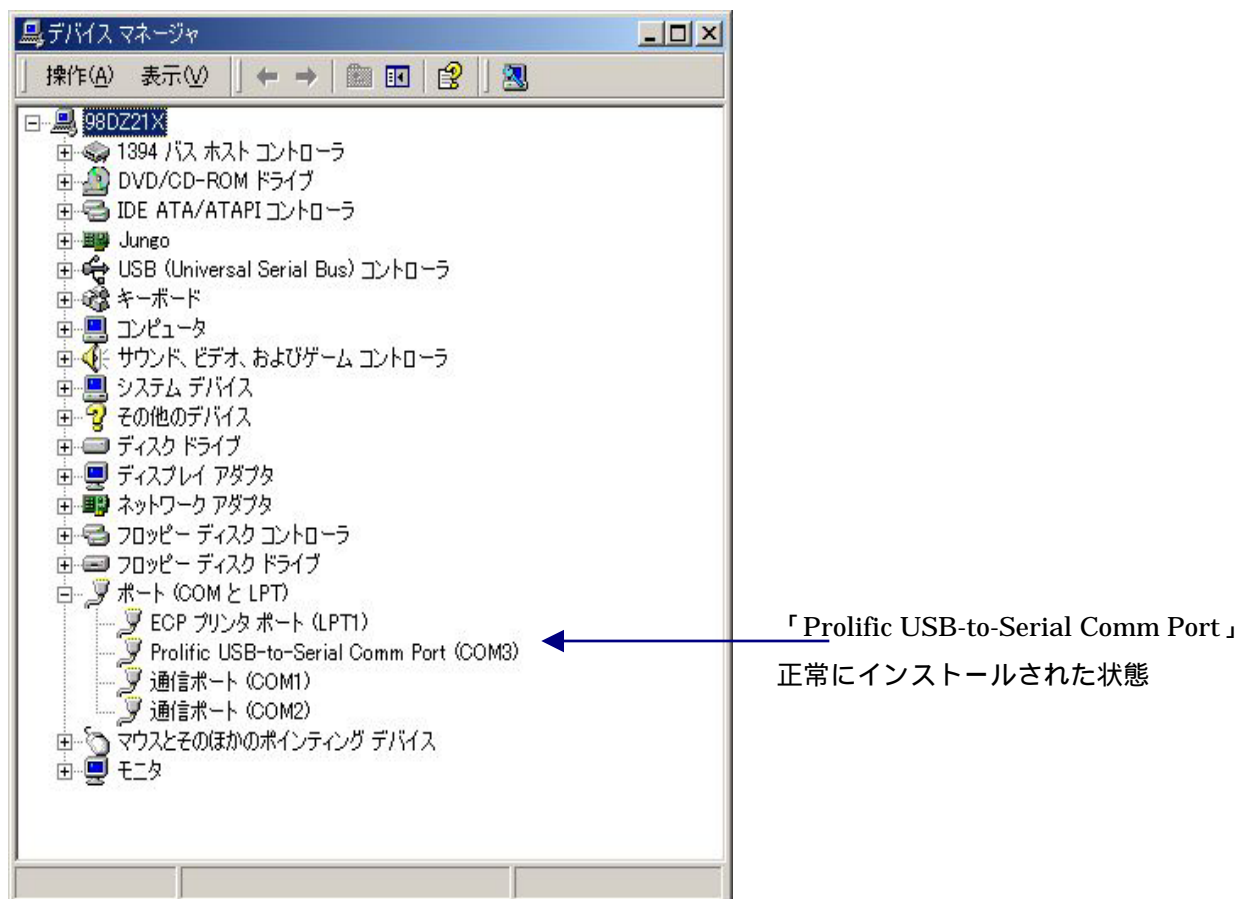 デバイス マネージャ
操作(A) 表示(V)
98DZ21X
1394 バス ホスト コントローラ
DVD/CD-ROM ドライブ
IDE ATA/ATAPI コントローラ
Jungo
USB (Universal Serial Bus) コントローラ
キーボード
コンピュータ
サウンド、ビデオ、およびゲーム コントローラ
システム デバイス
その他のデバイス
ディスク ドライブ
ディスプレイ アダプタ
ネットワーク アダプタ
フロッピー ディスク コントローラ
フロッピー ディスク ドライブ
ポート (COM と LPT)
ECP プリンタ ポート (LPT1)
Prolific USB-to-Serial Comm Port (COM3)
通信ポート (COM1)
通信ポート (COM2)
マウスとそのほかのポインティング デバイス
モニタ
「Prolific USB-to-Serial Comm Port」
正常にインストールされた状態